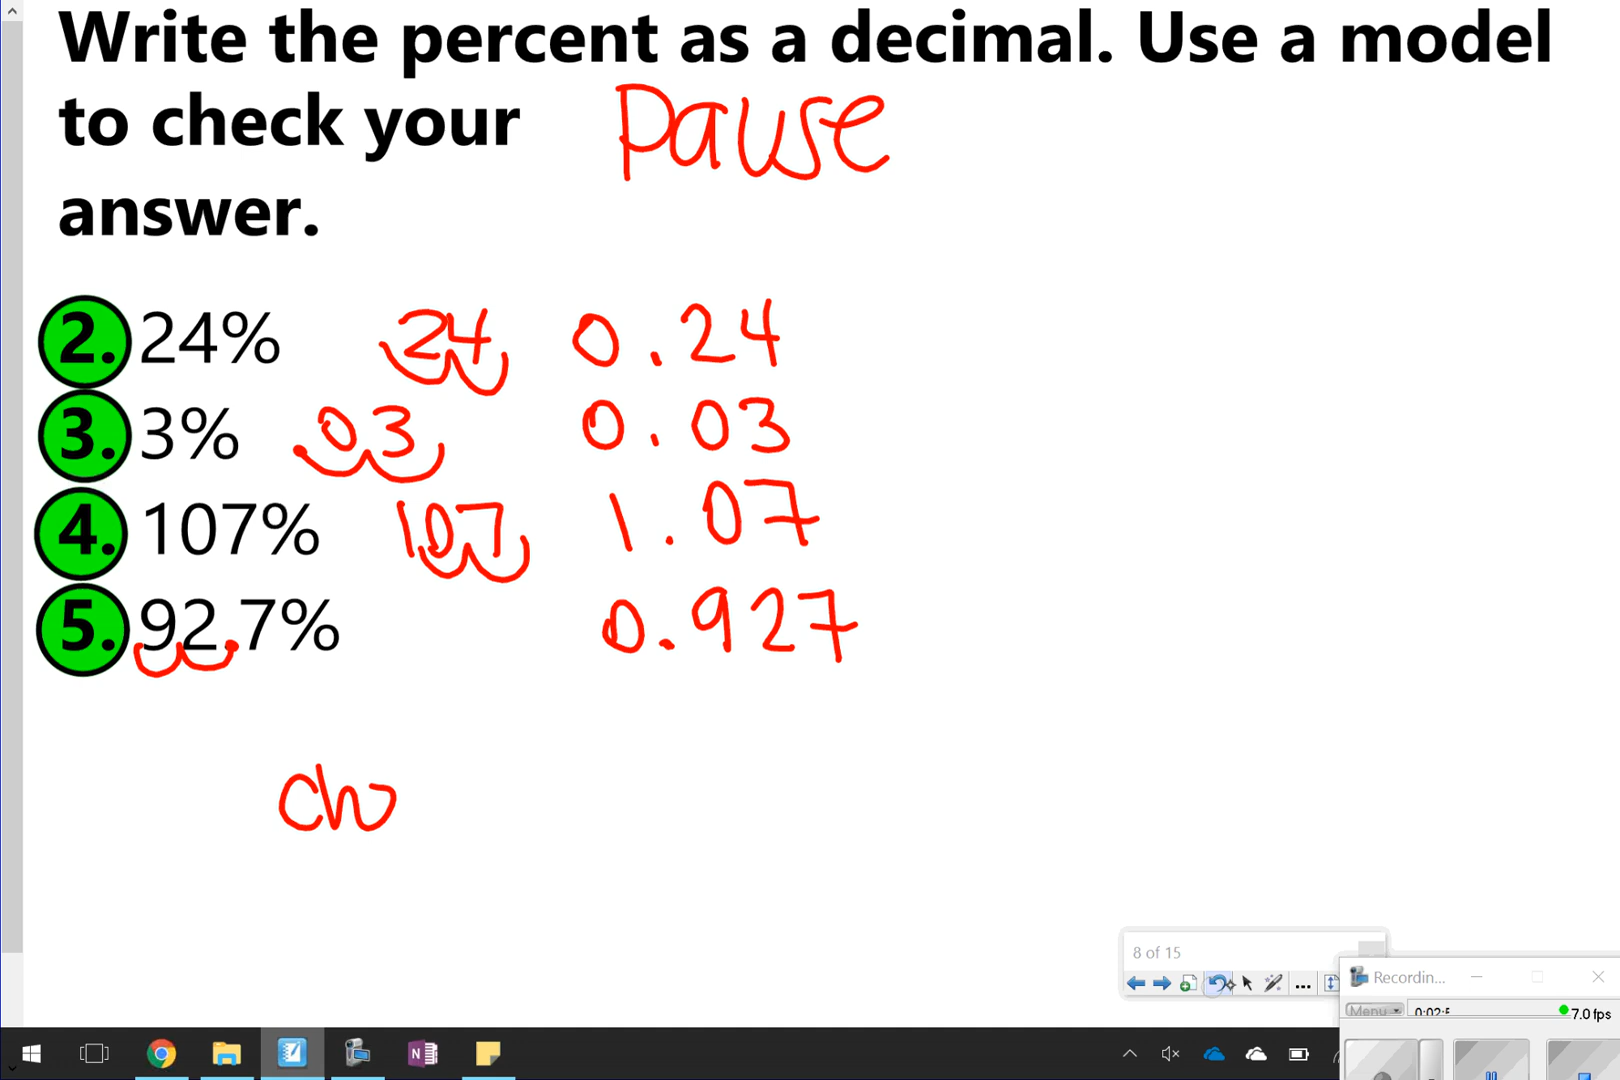 Write the percent as a decimal. Use a model
to check your Pause
answer.
2. 24% 24 0.24
3. 3% .03 0.03
4. 107% 107 1.07
5. 92.7% 0.927
8 of 15
Recordin...
Menu
7.0 fps